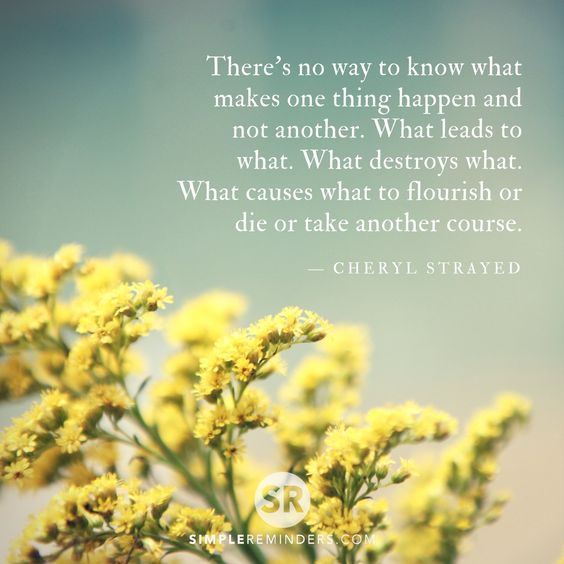 There's no way to know what
makes one thing happen and
not another. What leads to
what. What destroys what.
What causes what to flourish or
die or take another course.
— CHERYL STRAYED
SR
SIMPLEREMINDERS.COM